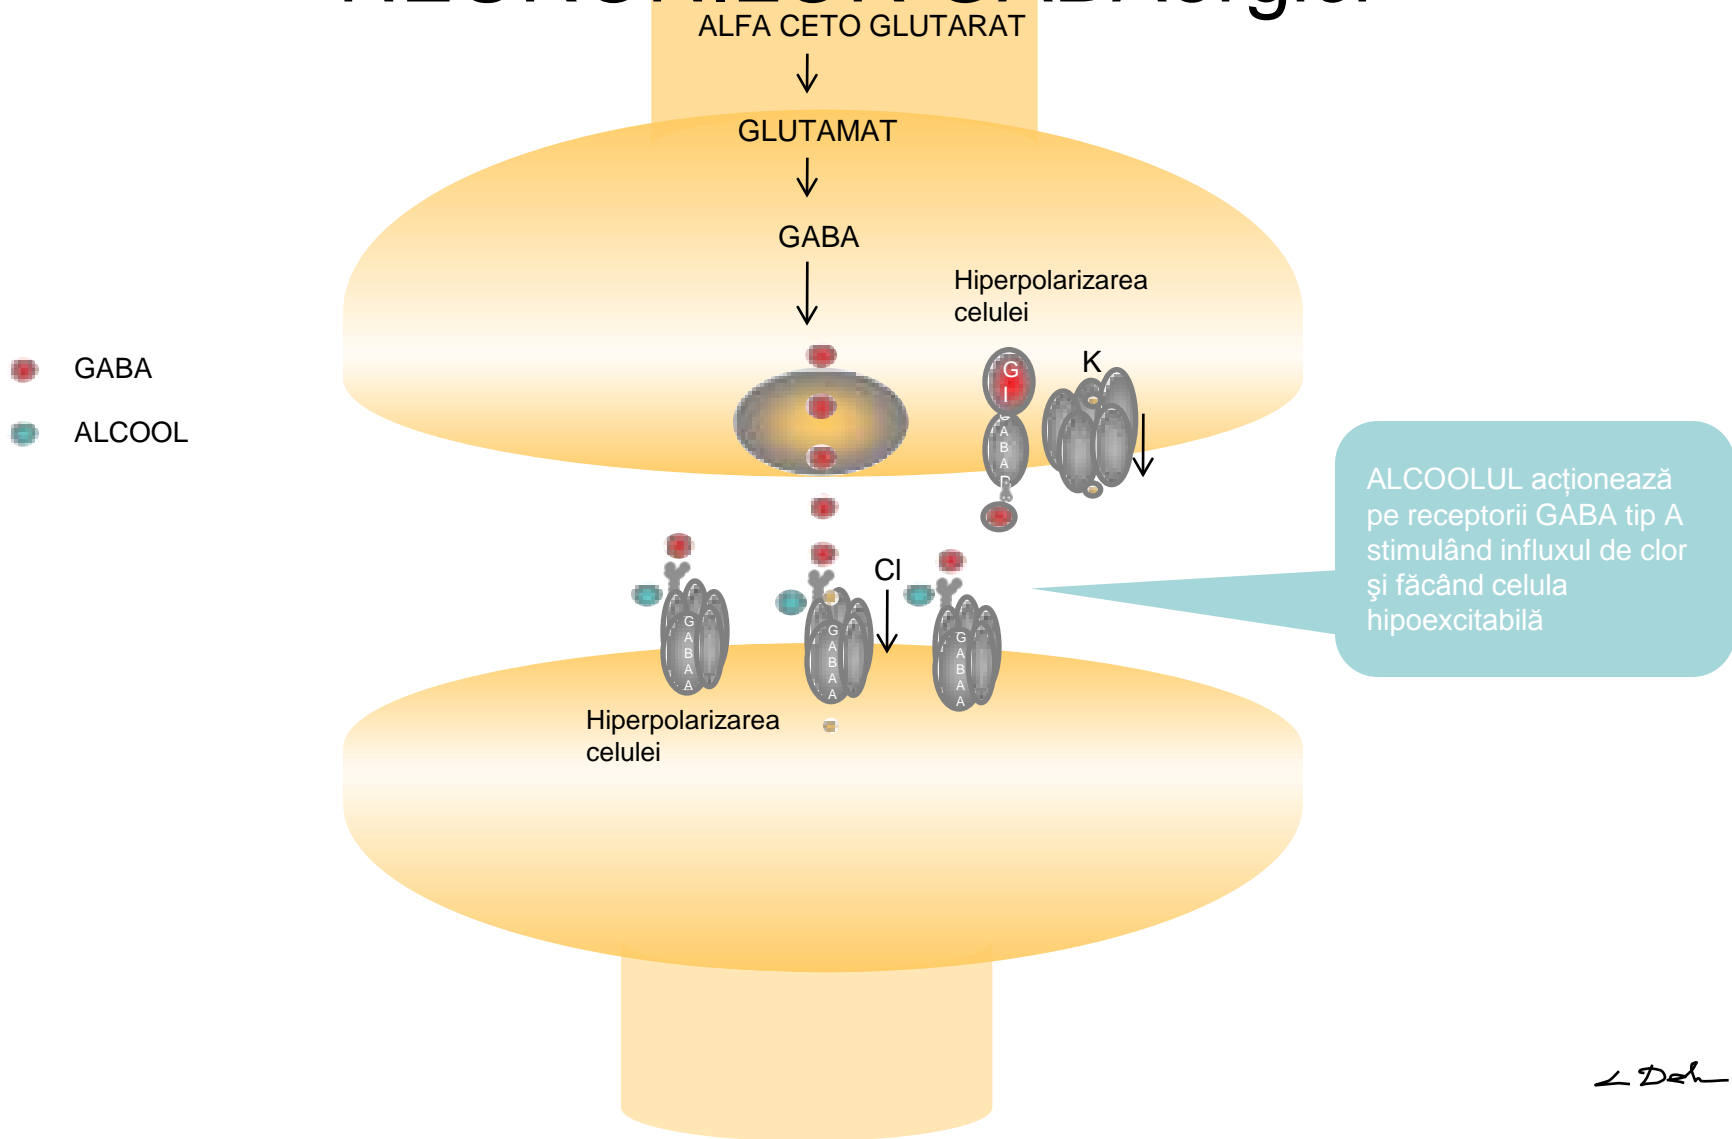 ALFA CETO GLUTARAT
GLUTAMAT
GABA
Hiperpolarizarea
celulei
K
G
I
GABA
ALCOOL
G
A
B
A
A
G
A
B
A
A
G
A
B
A
A
Cl
Hiperpolarizarea
celulei
ALCOOLUL acționează
pe receptorii GABA tip A
stimulând influxul de clor
şi făcând celula
hipoexcitabilă